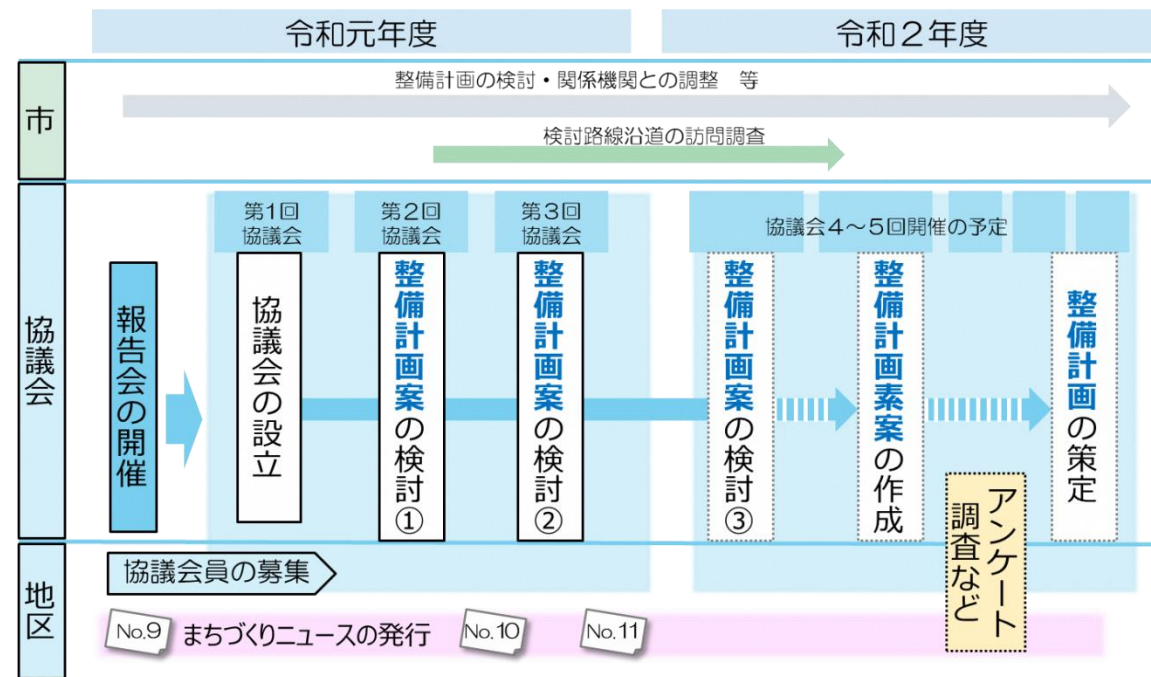 令和元年度
令和２年度
市
整備計画の検討・関係機関との調整　等
検討路線沿道の訪問調査
協議会
第1回
協議会
第2回
協議会
第3回
協議会
協議会４～５回開催の予定
報告会の開催
協議会の設立
整備計画案の検討①
整備計画案の検討②
整備計画案の検討③
整備計画素案の作成
整備計画の策定
アンケート
調査など
地区
協議会員の募集
No.9
まちづくりニュースの発行
No.10
No.11